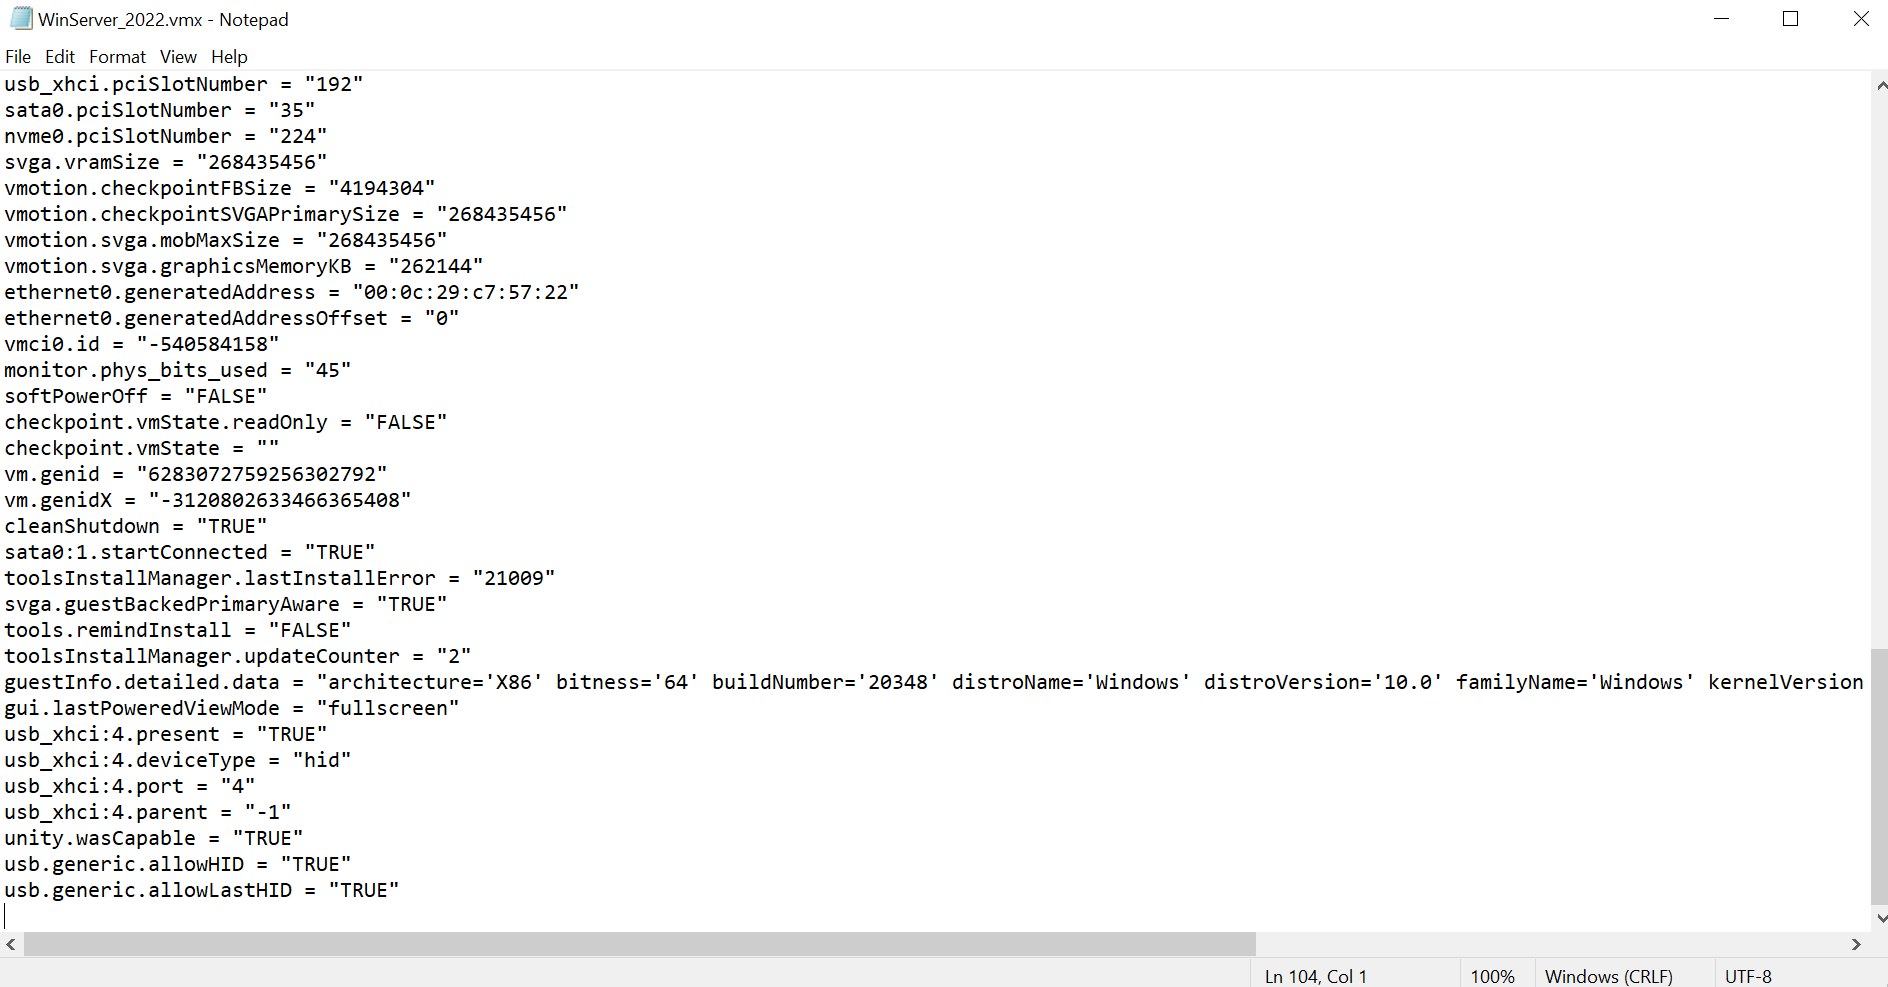 WinServer_2022.vmx - Notepad
File Edit Format View Help
usb_xhci.pciSlotNumber = "192"
sata0.pciSlotNumber = "35"
nvme0.pciSlotNumber = "224"
svga.vramSize = "268435456"
vmotion.checkpointFBSize = "4194304"
vmotion.checkpointSVGAPrimarySize = "268435456"
vmotion.svga.mobMaxSize = "268435456"
vmotion.svga.graphicsMemoryKB = "262144"
ethernet0.generatedAddress = "00:0c:29:c7:57:22"
ethernet0.generatedAddressOffset = "0"
vmci0.id = "-540584158"
monitor.phys_bits_used = "45"
softPowerOff = "FALSE"
checkpoint.vmState.readOnly = "FALSE"
checkpoint.vmState = ""
vm.genid = "6283072759256302792"
vm.genidX = "-3120802633466365408"
cleanShutdown = "TRUE"
sata0:1.startConnected = "TRUE"
toolsInstallManager.lastInstallError = "21009"
svga.guestBackedPrimaryAware = "TRUE"
tools.remindInstall = "FALSE"
toolsInstallManager.updateCounter = "2"
guestInfo.detailed.data = "architecture='X86' bitness='64' buildNumber='20348' distroName='Windows' distroVersion='10.0' familyName='Windows' kernelVersion
gui.lastPoweredViewMode = "fullscreen"
usb_xhci:4.present = "TRUE"
usb_xhci:4.deviceType = "hid"
usb_xhci:4.port = "4"
usb_xhci:4.parent = "-1"
unity.wasCapable = "TRUE"
usb.generic.allowHID = "TRUE"
usb.generic.allowLastHID = "TRUE"
Ln 104, Col 1 100% Windows (CRLF) UTF-8